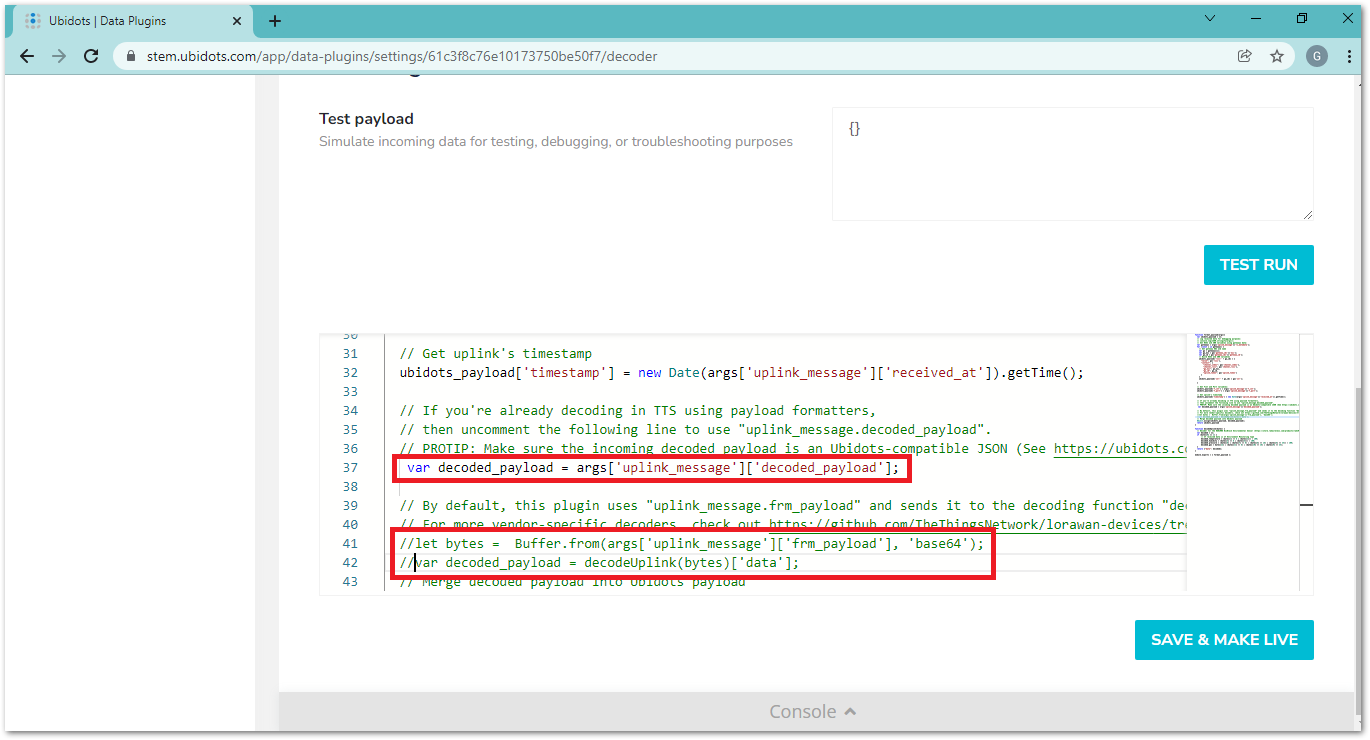 Ubidots | Data Plugins
stem.ubidots.com/app/data-plugins/settings/61c3f8c76e10173750be50f7/decoder
G
Test payload
Simulate incoming data for testing, debugging, or troubleshooting purposes
{}
TEST RUN
30
31 // Get uplink's timestamp
32 ubidots_payload['timestamp'] = new Date(args['uplink_message']['received_at']).getTime();
33
34 // If you're already decoding in TTS using payload formatters,
35 // then uncomment the following line to use "uplink_message.decoded_payload".
36 // PROTIP: Make sure the incoming decoded payload is an Ubidots-compatible JSON (See https://ubidots.co
37 var decoded_payload = args['uplink_message']['decoded_payload'];
38
39 // By default, this plugin uses "uplink_message.frm_payload" and sends it to the decoding function "dec
40 // For more vendor-specific decoders, check out https://github.com/TheThingsNetwork/lorawan-devices/tre
41 //let bytes =  Buffer.from(args['uplink_message']['frm_payload'], 'base64');
42 //var decoded_payload = decodeUplink(bytes)['data'];
43 // Merge decoded payload into Ubidots payload
SAVE & MAKE LIVE
Console